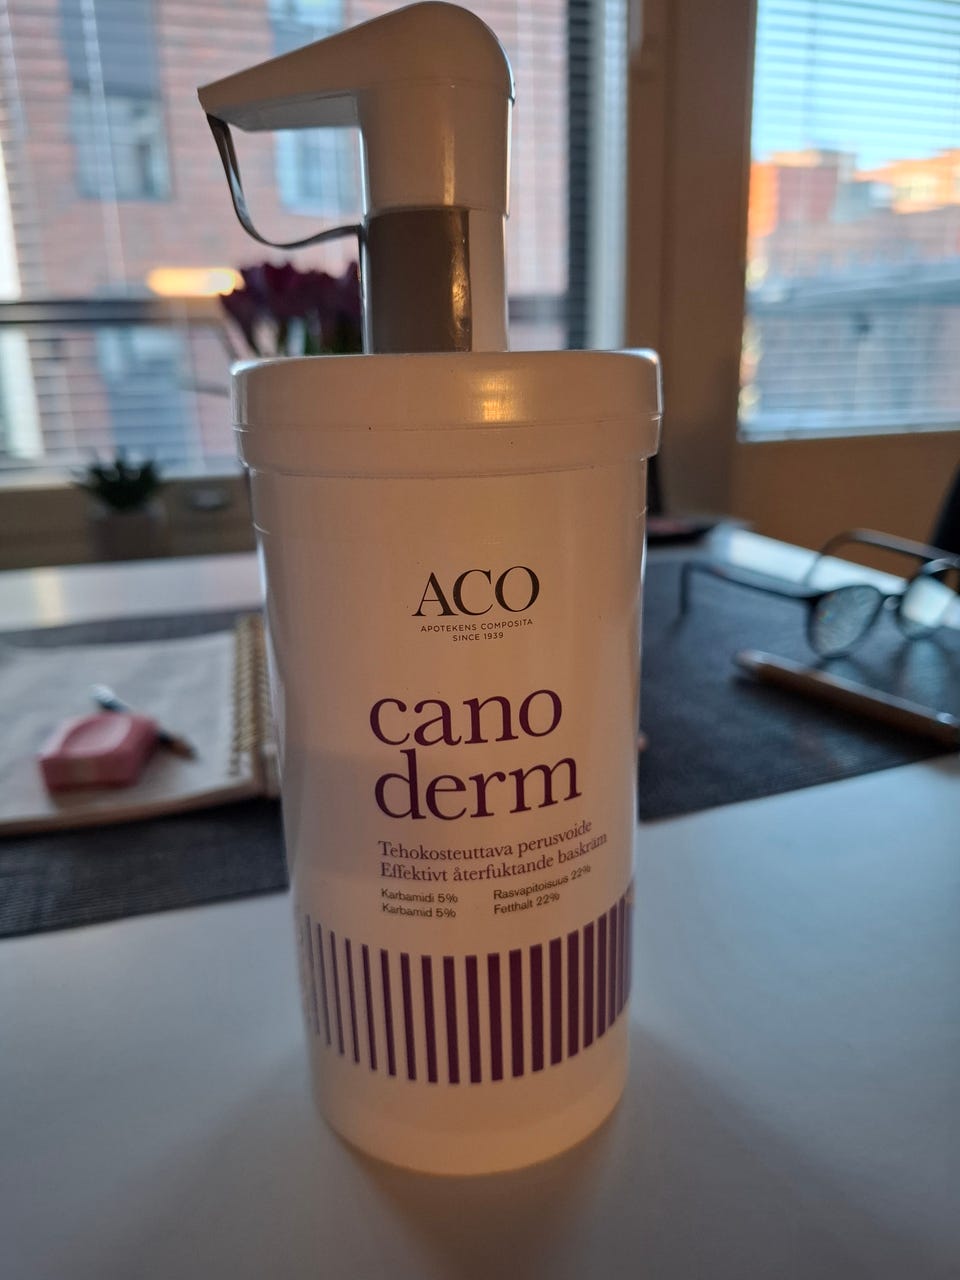 ACO
APOTEKENS COMPOSITA
SINCE 1939
cano
derm
Tehokosteuttava perusvoide
Effektivt återfuktande baskräm
Karbamidi 5% Rasvapitoisuus 22%
Karbamid 5% Fetthalt 22%